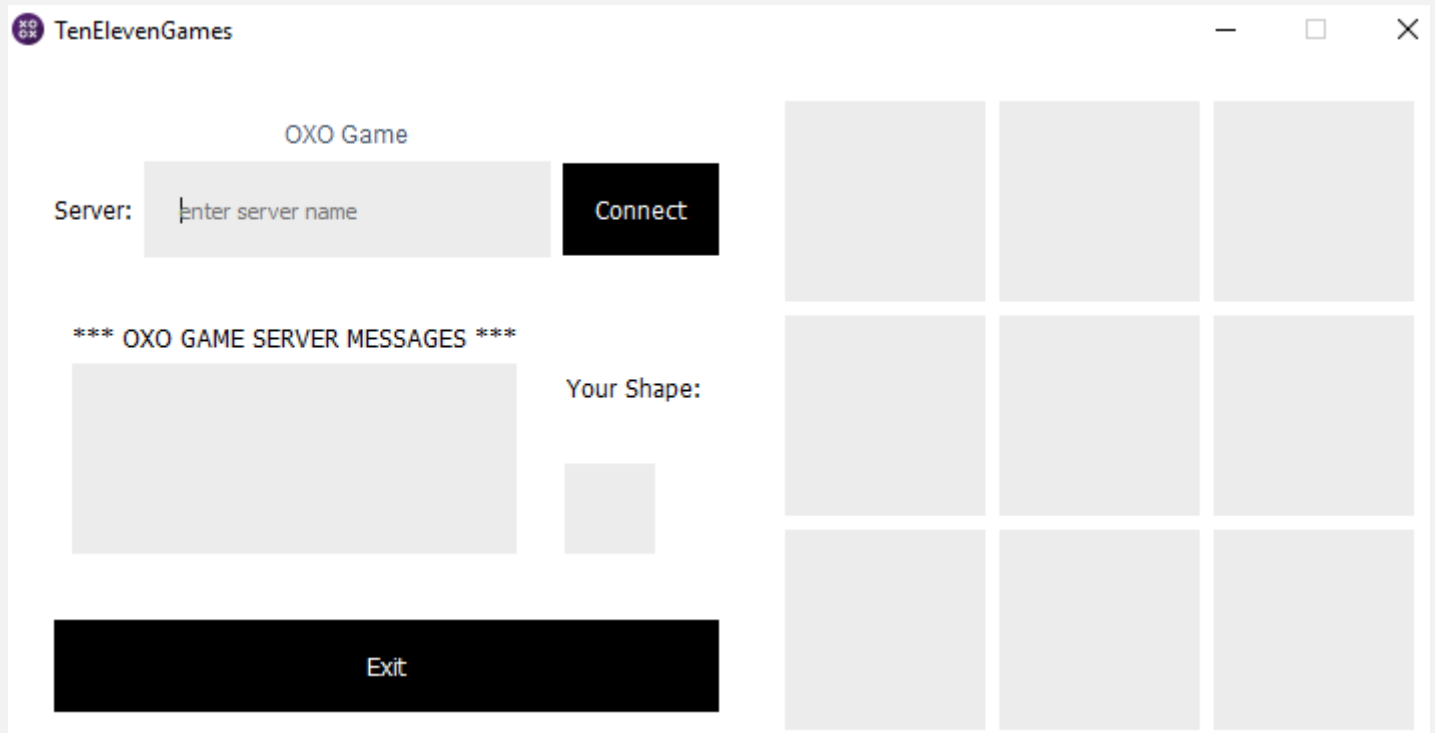 TenElevenGames
OXO Game
Server: enter server name Connect
*** OXO GAME SERVER MESSAGES ***
Your Shape:
Exit